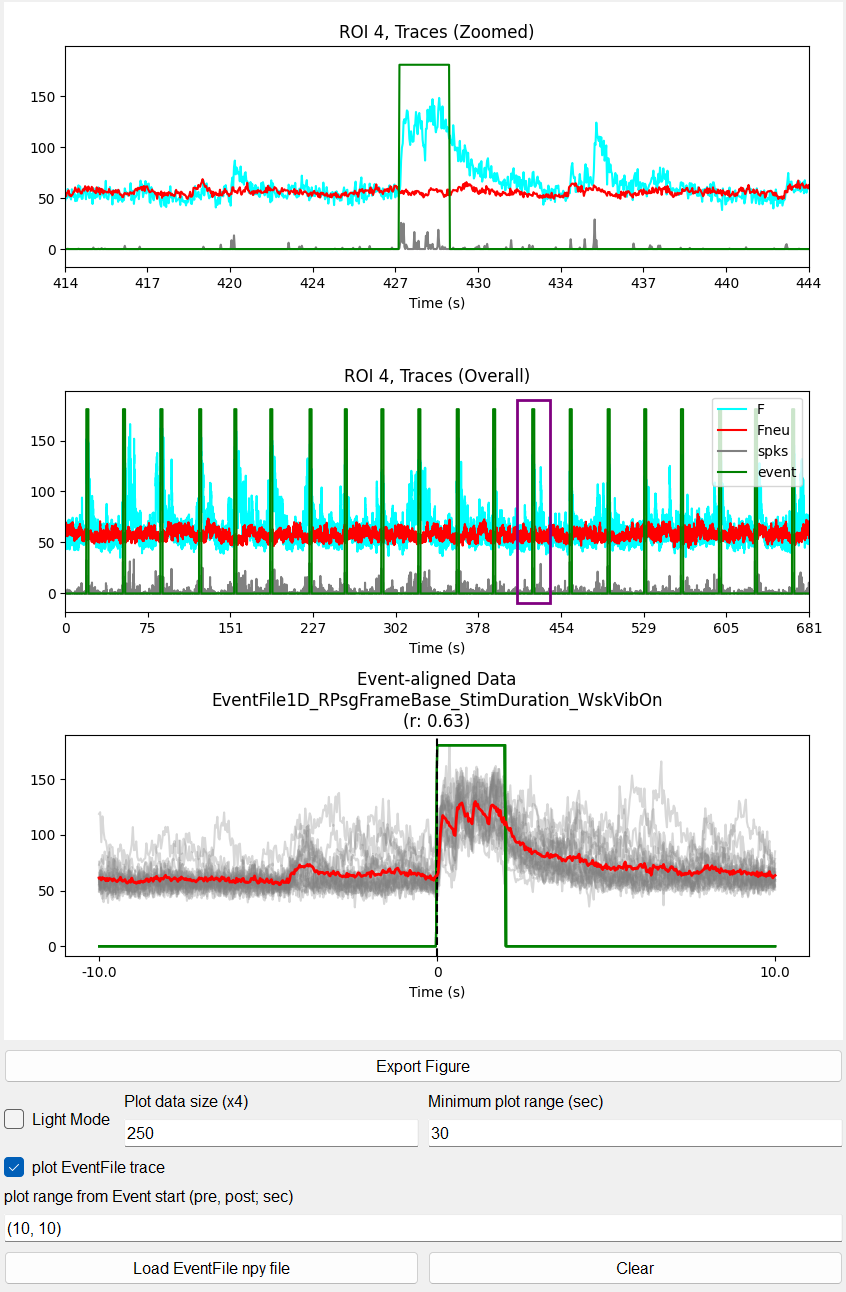 ROI 4, Traces (Zoomed)
150
100
50
0
414 417 420 424 427 430 434 437 440 444
Time (s)
ROI 4, Traces (Overall)
F
Fneu
spks
event
150
100
50
0
0 75 151 227 302 378 454 529 605 681
Time (s)
Event-aligned Data
EventFile1D_RPsgFrameBase_StimDuration_WskVibOn
(r: 0.63)
150
100
50
0
-10.0 0 10.0
Time (s)
Export Figure
Light Mode
Plot data size (x4)
250
Minimum plot range (sec)
30
plot EventFile trace
plot range from Event start (pre, post; sec)
(10, 10)
Load EventFile npy file
Clear